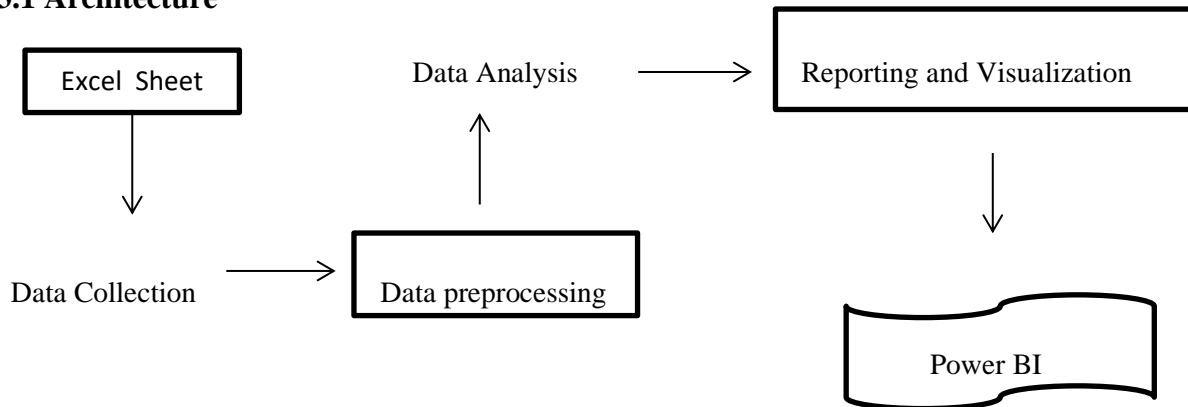 3.1 Architecture
Excel Sheet
Data Analysis
Reporting and Visualization
Data Collection
Data preprocessing
Power BI